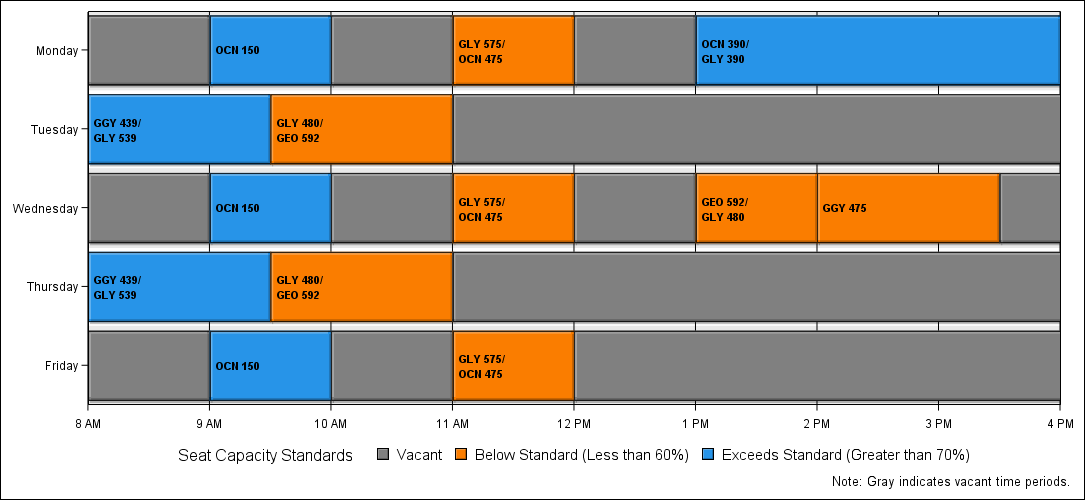 Monday
OCN 150
GLY 575/
OCN 475
OCN 390/
GLY 390
Tuesday
GGY 439/
GLY 539
GLY 480/
GEO 592
Wednesday
OCN 150
GLY 575/
OCN 475
GEO 592/
GLY 480
GGY 475
Thursday
GGY 439/
GLY 539
GLY 480/
GEO 592
Friday
OCN 150
GLY 575/
OCN 475
8 AM 9 AM 10 AM 11 AM 12 PM 1 PM 2 PM 3 PM 4 PM
Seat Capacity Standards Vacant Below Standard (Less than 60%) Exceeds Standard (Greater than 70%)
Note: Gray indicates vacant time periods.